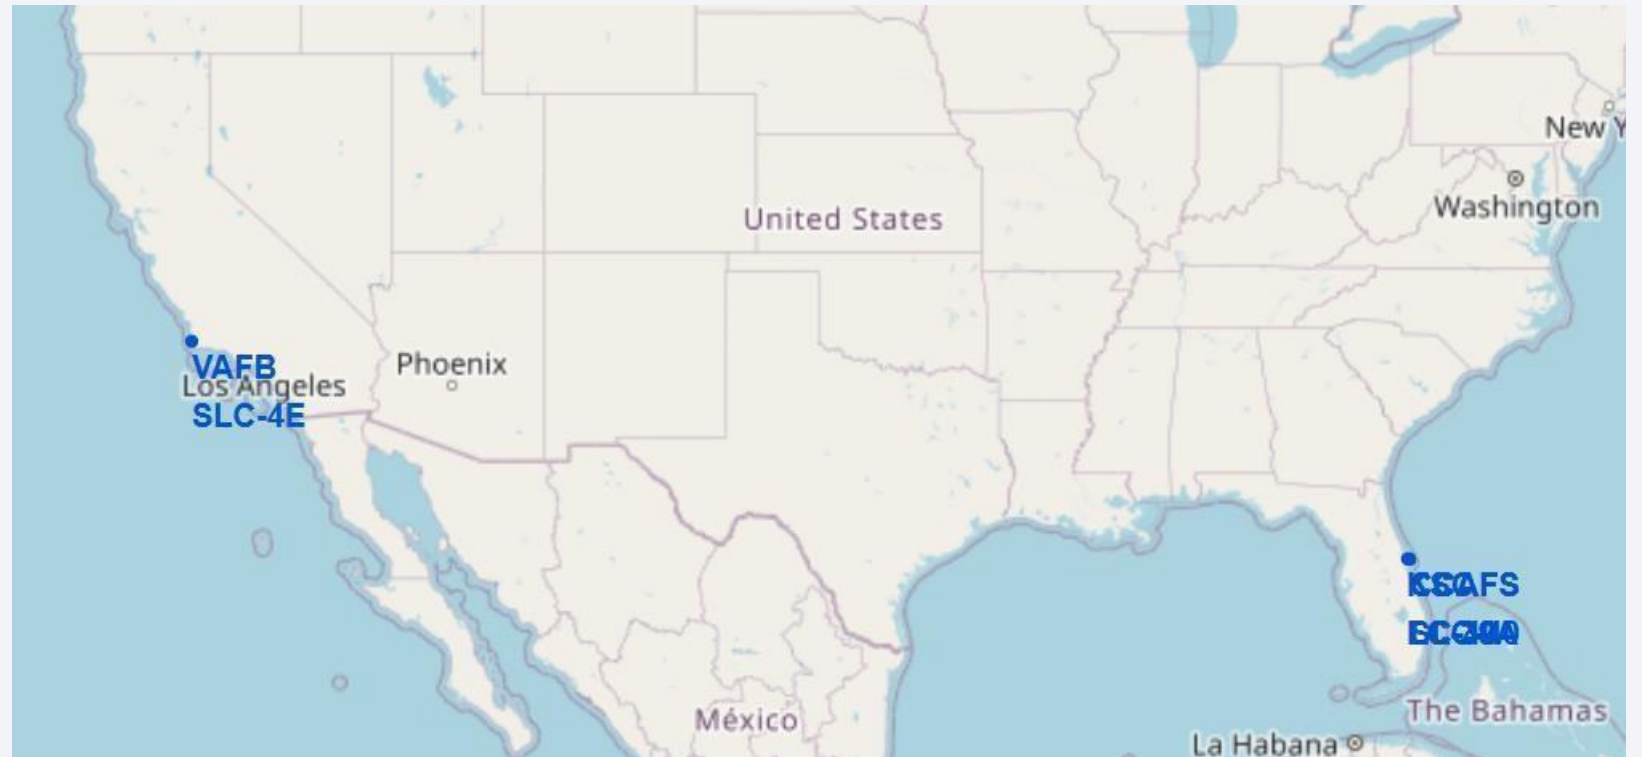 New Y
Washington
United States
VAFB
Los Angeles
Phoenix
SLC-4E
The Bahamas
México
La Habana